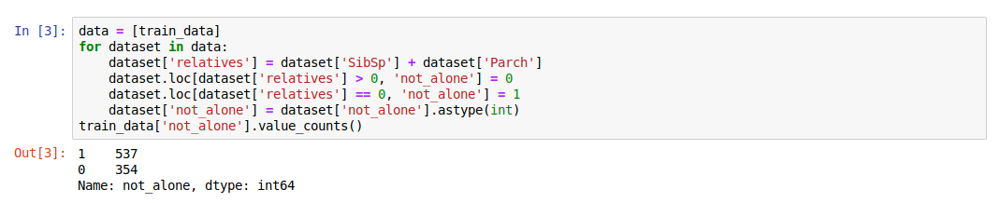 In [3]: data = [train_data]
for dataset in data:
    dataset['relatives'] = dataset['SibSp'] + dataset['Parch']
    dataset.loc[dataset['relatives'] > 0, 'not_alone'] = 0
    dataset.loc[dataset['relatives'] == 0, 'not_alone'] = 1
    dataset['not_alone'] = dataset['not_alone'].astype(int)
train_data['not_alone'].value_counts()
Out[3]: 1    537
0    354
Name: not_alone, dtype: int64